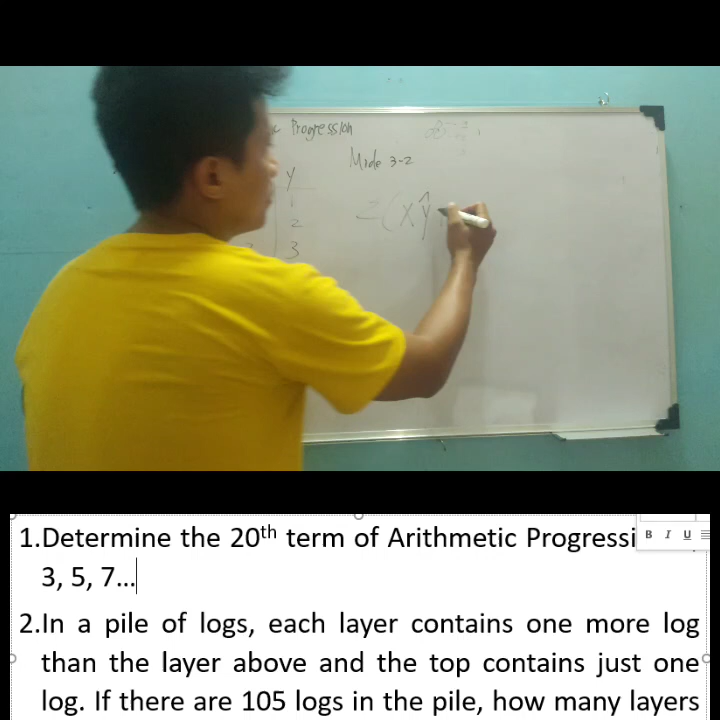 Progression
Mode 3-2
Y
2
3
Σ(xŷ
1.Determine the 20th term of Arithmetic Progressi
B I U
3, 5, 7...
2.In a pile of logs, each layer contains one more log
than the layer above and the top contains just one
log. If there are 105 logs in the pile, how many layers